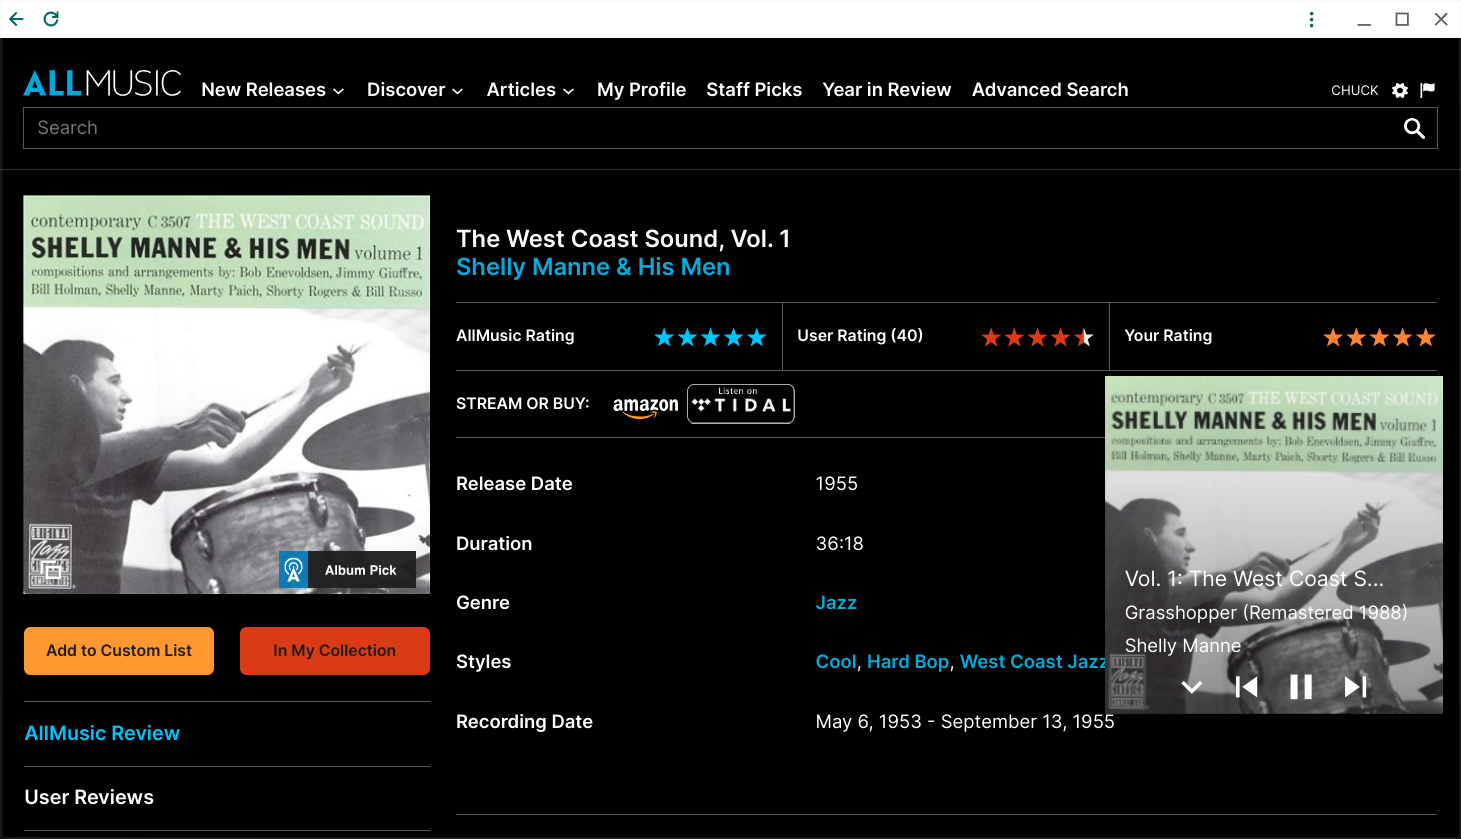 ALLMUSIC
New Releases Discover Articles My Profile Staff Picks Year in Review Advanced Search
CHUCK
Search
contemporary C 3507 THE WEST COAST SOUND
SHELLY MANNE & HIS MEN volume 1
compositions and arrangements by: Bob Enevoldsen, Jimmy Giuffre,
Bill Holman, Shelly Manne, Marty Paich, Shorty Rogers & Bill Russo
ORIGINAL
Jazz
CLASSICS
Album Pick
Add to Custom List
In My Collection
AllMusic Review
User Reviews
The West Coast Sound, Vol. 1
Shelly Manne & His Men
AllMusic Rating
User Rating (40)
Your Rating
STREAM OR BUY:
amazon
Listen on
TIDAL
Release Date 1955
Duration 36:18
Genre Jazz
Styles Cool, Hard Bop, West Coast Jazz
Recording Date May 6, 1953 - September 13, 1955
contemporary C 3507 THE WEST COAST SOUND
SHELLY MANNE & HIS MEN volume 1
compositions and arrangements by: Bob Enevoldsen, Jimmy Giuffre,
Bill Holman, Shelly Manne, Marty Paich, Shorty Rogers & Bill Russo
Vol. 1: The West Coast S...
Grasshopper (Remastered 1988)
Shelly Manne